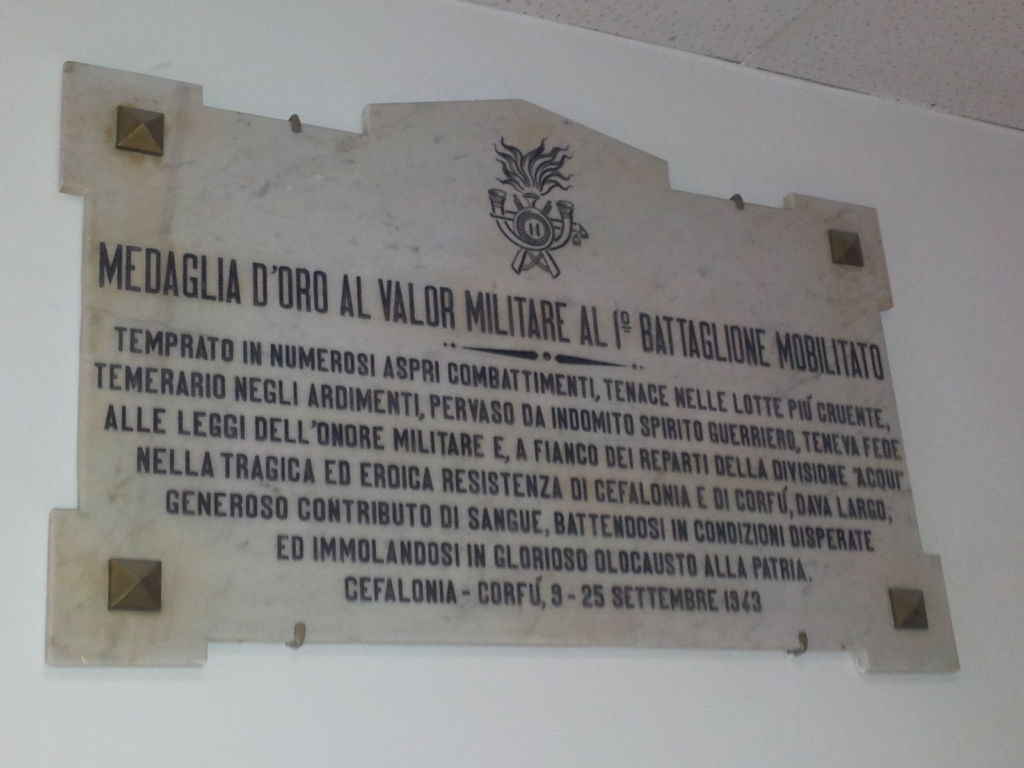 11
MEDAGLIA D'ORO AL VALOR MILITARE AL 1º BATTAGLIONE MOBILITATO
TEMPRATO IN NUMEROSI ASPRI COMBATTIMENTI, TENACE NELLE LOTTE PIÚ CRUENTE,
TEMERARIO NEGLI ARDIMENTI, PERVASO DA INDOMITO SPIRITO GUERRIERO, TENEVA FEDE
ALLE LEGGI DELL'ONORE MILITARE E, A FIANCO DEI REPARTI DELLA DIVISIONE "ACQUI"
NELLA TRAGICA ED EROICA RESISTENZA DI CEFALONIA E DI CORFÚ, DAVA LARGO,
GENEROSO CONTRIBUTO DI SANGUE, BATTENDOSI IN CONDIZIONI DISPERATE
ED IMMOLANDOSI IN GLORIOSO OLOCAUSTO ALLA PATRIA.
CEFALONIA - CORFÚ, 9 - 25 SETTEMBRE 1943